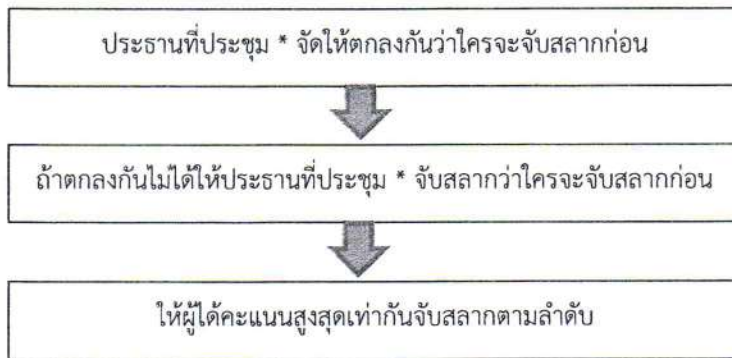 ประธานที่ประชุม * จัดให้ตกลงกันว่าใครจะจับสลากก่อน
ถ้าตกลงกันไม่ได้ให้ประธานที่ประชุม * จับสลากว่าใครจะจับสลากก่อน
ให้ผู้ได้คะแนนสูงสุดเท่ากันจับสลากตามลำดับ